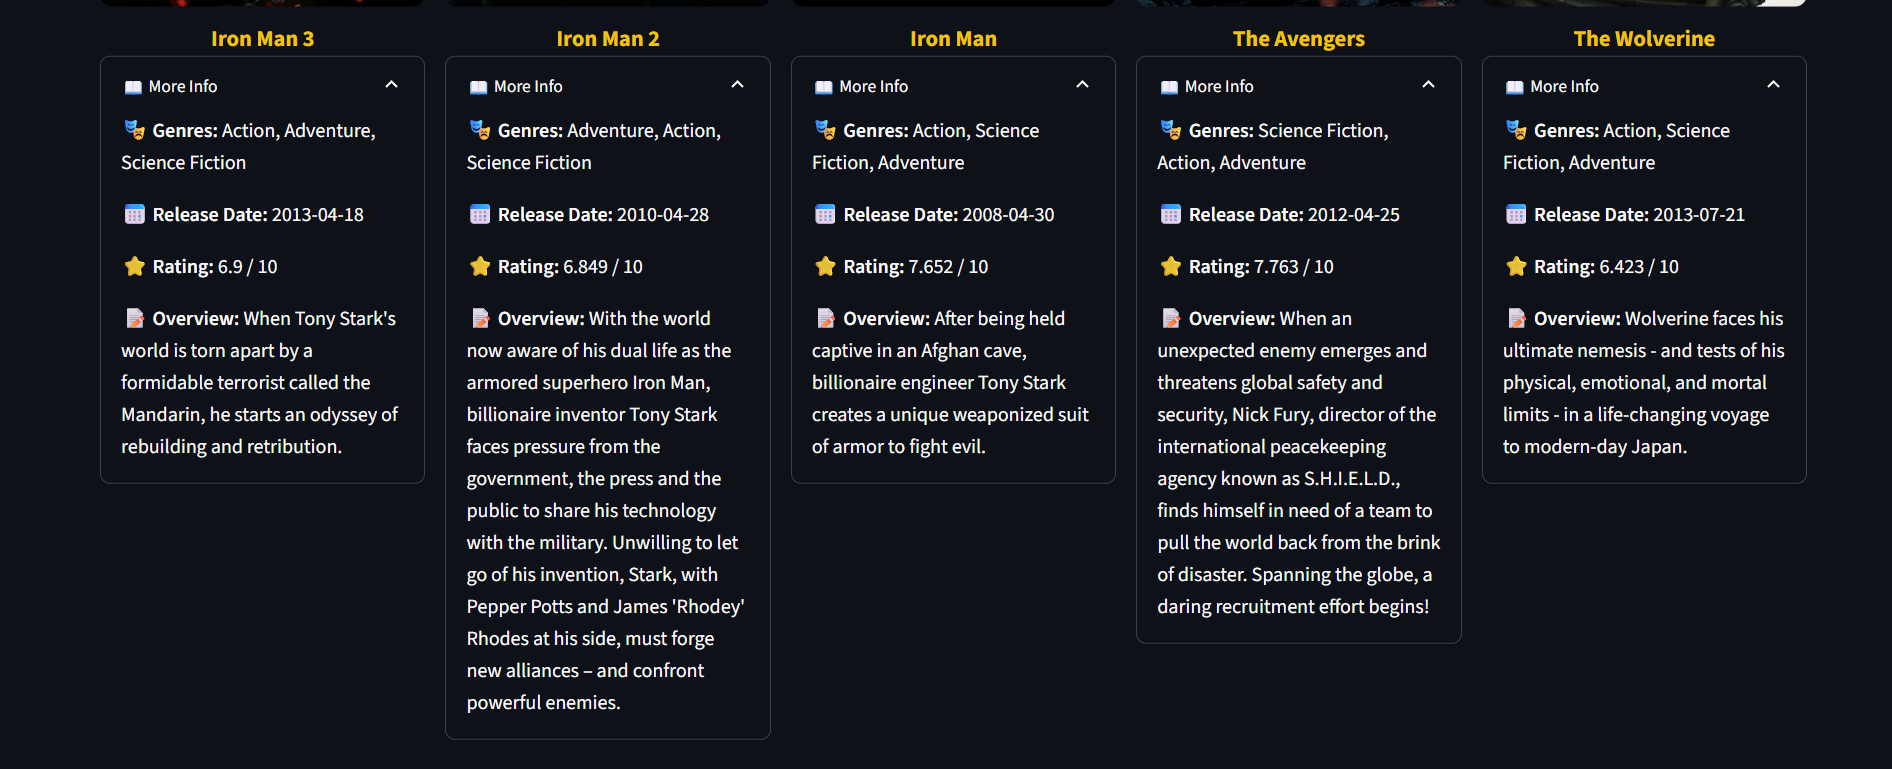 Iron Man 3
More Info
Genres: Action, Adventure,
Science Fiction
Release Date: 2013-04-18
Rating: 6.9 / 10
Overview: When Tony Stark's
world is torn apart by a
formidable terrorist called the
Mandarin, he starts an odyssey of
rebuilding and retribution.
Iron Man 2
More Info
Genres: Adventure, Action,
Science Fiction
Release Date: 2010-04-28
Rating: 6.849 / 10
Overview: With the world
now aware of his dual life as the
armored superhero Iron Man,
billionaire inventor Tony Stark
faces pressure from the
government, the press and the
public to share his technology
with the military. Unwilling to let
go of his invention, Stark, with
Pepper Potts and James 'Rhodey'
Rhodes at his side, must forge
new alliances – and confront
powerful enemies.
Iron Man
More Info
Genres: Action, Science
Fiction, Adventure
Release Date: 2008-04-30
Rating: 7.652 / 10
Overview: After being held
captive in an Afghan cave,
billionaire engineer Tony Stark
creates a unique weaponized suit
of armor to fight evil.
The Avengers
More Info
Genres: Science Fiction,
Action, Adventure
Release Date: 2012-04-25
Rating: 7.763 / 10
Overview: When an
unexpected enemy emerges and
threatens global safety and
security, Nick Fury, director of the
international peacekeeping
agency known as S.H.I.E.L.D.,
finds himself in need of a team to
pull the world back from the brink
of disaster. Spanning the globe, a
daring recruitment effort begins!
The Wolverine
More Info
Genres: Action, Science
Fiction, Adventure
Release Date: 2013-07-21
Rating: 6.423 / 10
Overview: Wolverine faces his
ultimate nemesis - and tests of his
physical, emotional, and mortal
limits - in a life-changing voyage
to modern-day Japan.